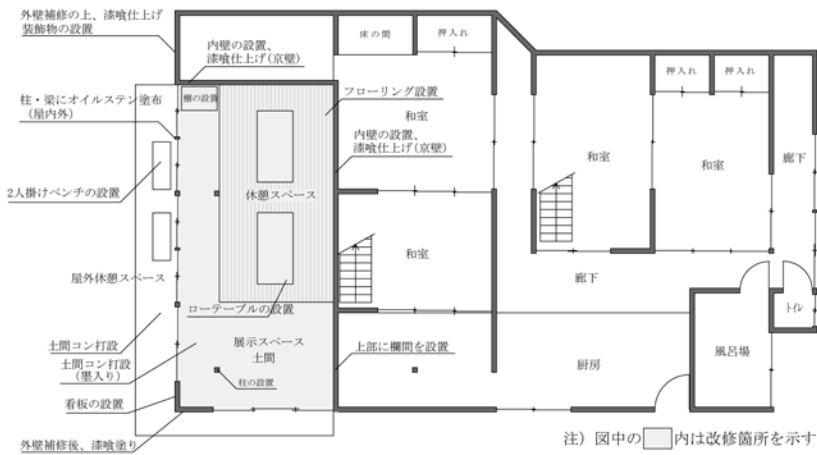 外壁補修の上、漆喰仕上げ
装飾物の設置
内壁の設置、
漆喰仕上げ(京壁)
床の間
押入れ
柱・梁にオイルステン塗布
(屋内外)
棚の設置
フローリング設置
和室
内壁の設置、
漆喰仕上げ(京壁)
押入れ
押入れ
和室
和室
廊下
2人掛けベンチの設置
休憩スペース
和室
屋外休憩スペース
廊下
ローテーブルの設置
トイレ
土間コン打設
展示スペース
土間
上部に欄間を設置
風呂場
土間コン打設
(墨入り)
厨房
柱の設置
看板の設置
外壁補修後、漆喰塗り
注）図中の　内は改修箇所を示す